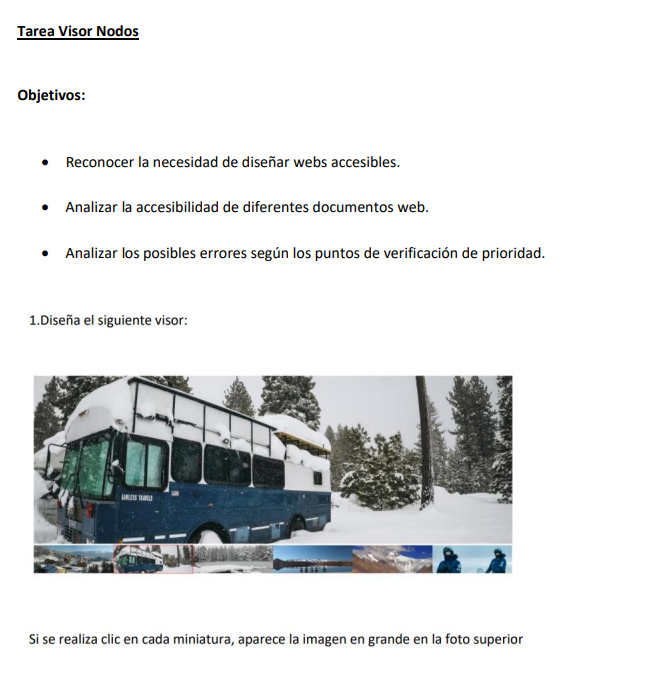 Tarea Visor Nodos
Objetivos:
• Reconocer la necesidad de diseñar webs accesibles.
• Analizar la accesibilidad de diferentes documentos web.
• Analizar los posibles errores según los puntos de verificación de prioridad.
1.Diseña el siguiente visor:
Si se realiza clic en cada miniatura, aparece la imagen en grande en la foto superior